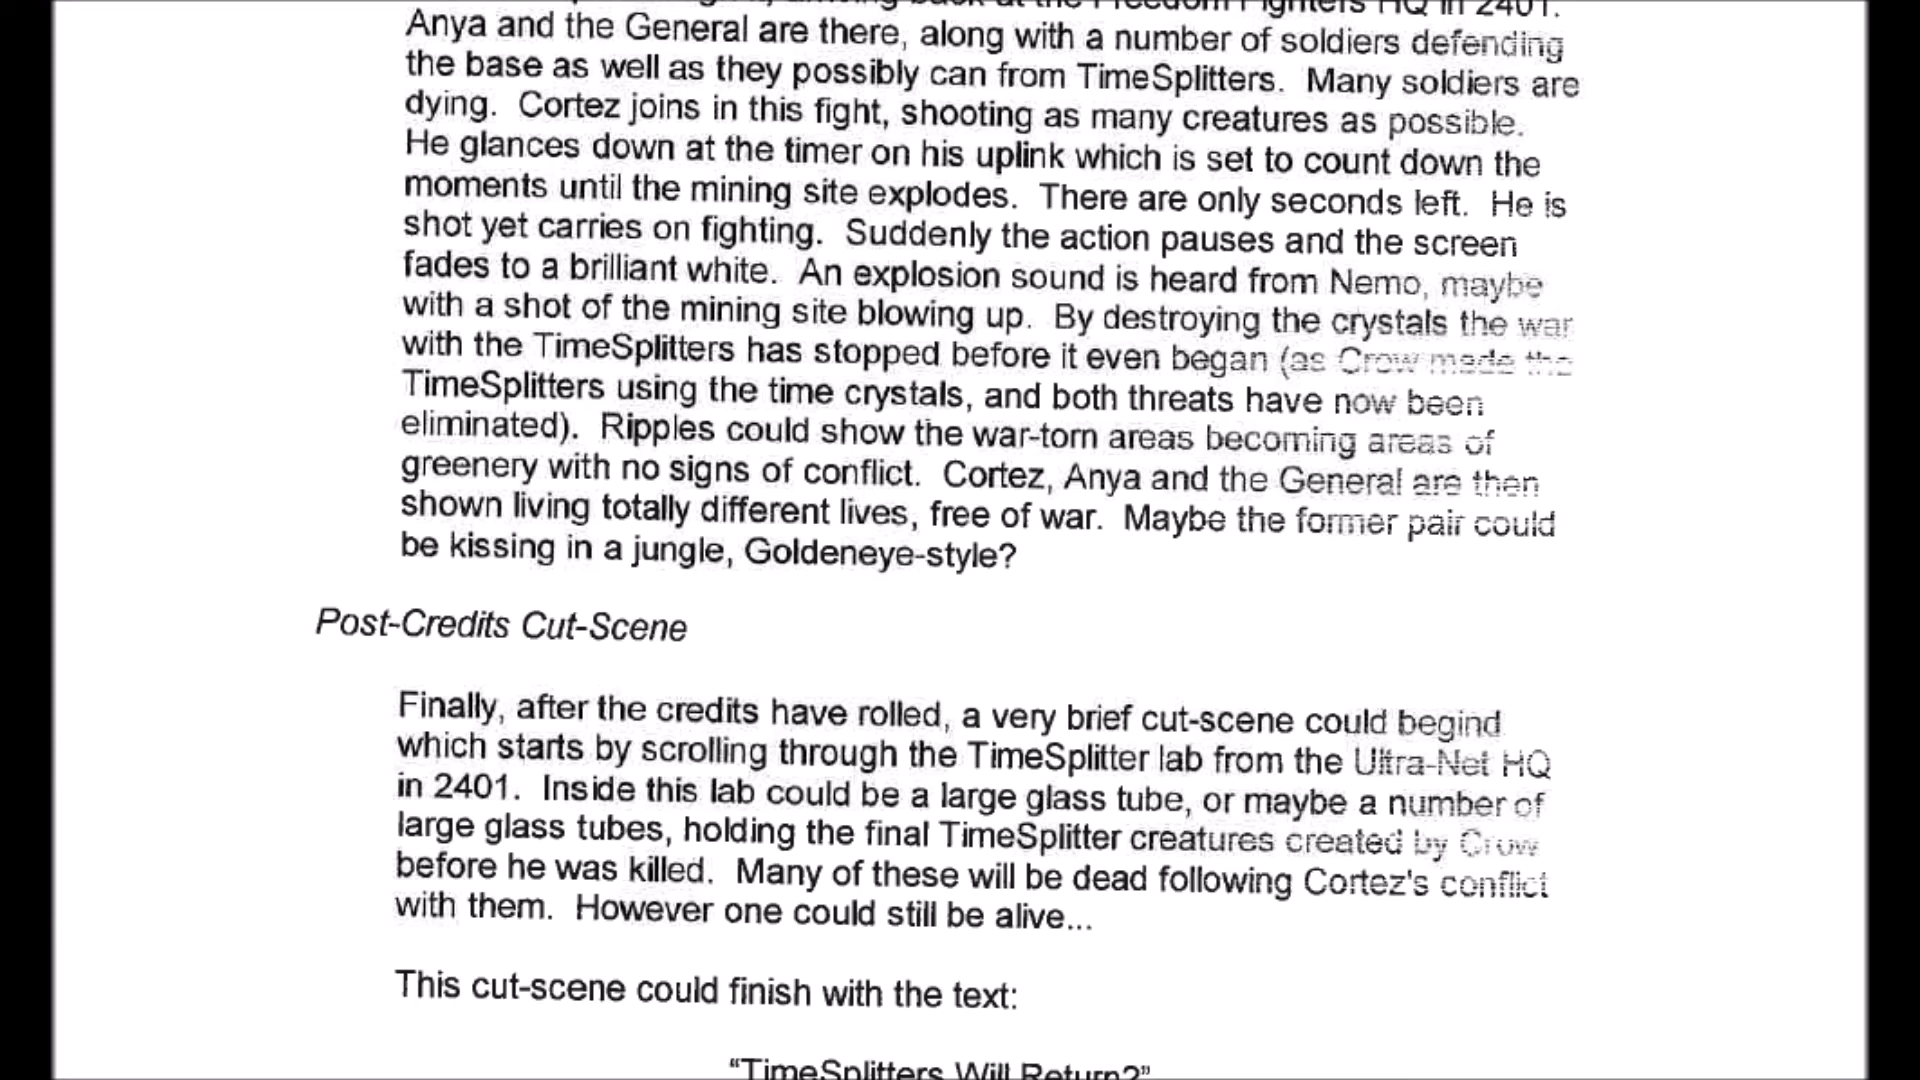 Fighters HQ in 2401.
Anya and the General are there, along with a number of soldiers defending
the base as well as they possibly can from TimeSplitters.  Many soldiers are
dying.  Cortez joins in this fight, shooting as many creatures as possible.
He glances down at the timer on his uplink which is set to count down the
moments until the mining site explodes.  There are only seconds left.  He is
shot yet carries on fighting.  Suddenly the action pauses and the screen
fades to a brilliant white.  An explosion sound is heard from Nemo, maybe
with a shot of the mining site blowing up.  By destroying the crystals the war
with the TimeSplitters has stopped before it even began (as Crow made the
TimeSplitters using the time crystals, and both threats have now been
eliminated).  Ripples could show the war-torn areas becoming areas of
greenery with no signs of conflict.  Cortez, Anya and the General are then
shown living totally different lives, free of war.  Maybe the former pair could
be kissing in a jungle, Goldeneye-style?
Post-Credits Cut-Scene
Finally, after the credits have rolled, a very brief cut-scene could begind
which starts by scrolling through the TimeSplitter lab from the Ultra-Net HQ
in 2401.  Inside this lab could be a large glass tube, or maybe a number of
large glass tubes, holding the final TimeSplitter creatures created by Crow
before he was killed.  Many of these will be dead following Cortez's conflict
with them.  However one could still be alive...
This cut-scene could finish with the text:
“TimeSplitters Will Return?”